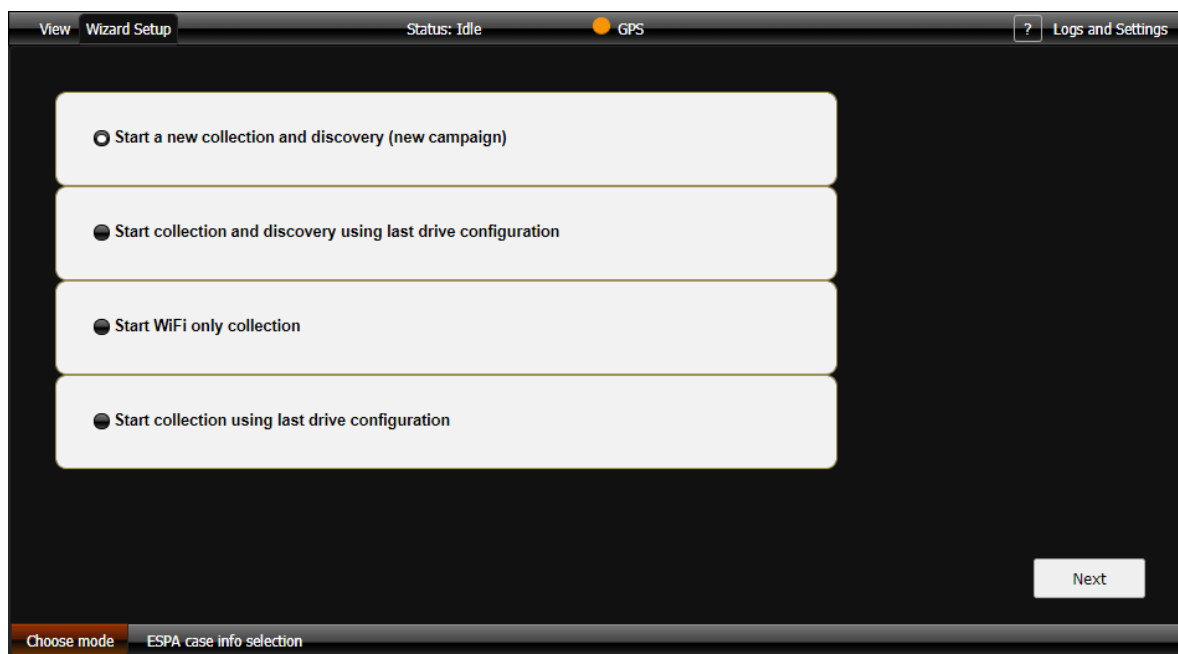 View Wizard Setup Status: Idle GPS ? Logs and Settings
Start a new collection and discovery (new campaign)
Start collection and discovery using last drive configuration
Start WiFi only collection
Start collection using last drive configuration
Next
Choose mode ESPA case info selection